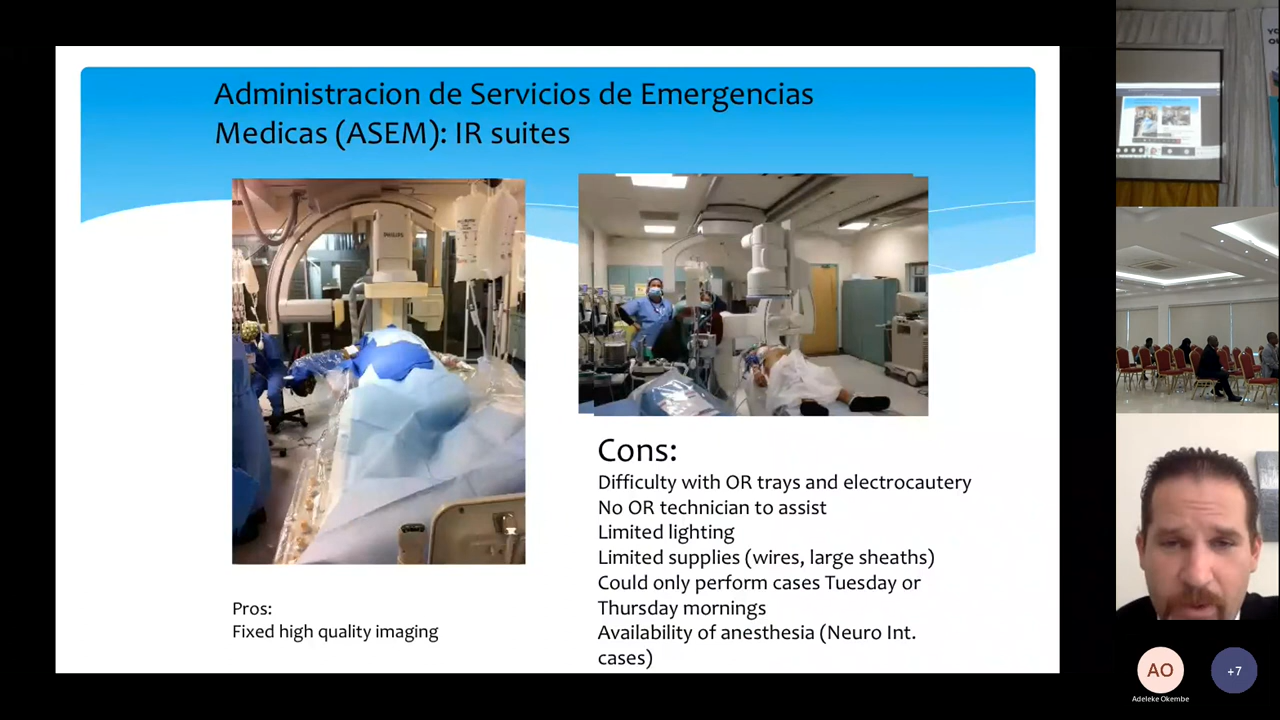 Administracion de Servicios de Emergencias
Medicas (ASEM): IR suites
PHILIPS
Cons:
Difficulty with OR trays and electrocautery
No OR technician to assist
Limited lighting
Limited supplies (wires, large sheaths)
Could only perform cases Tuesday or
Thursday mornings
Availability of anesthesia (Neuro Int.
cases)
Pros:
Fixed high quality imaging
AO
+7
Adeleke Okembe